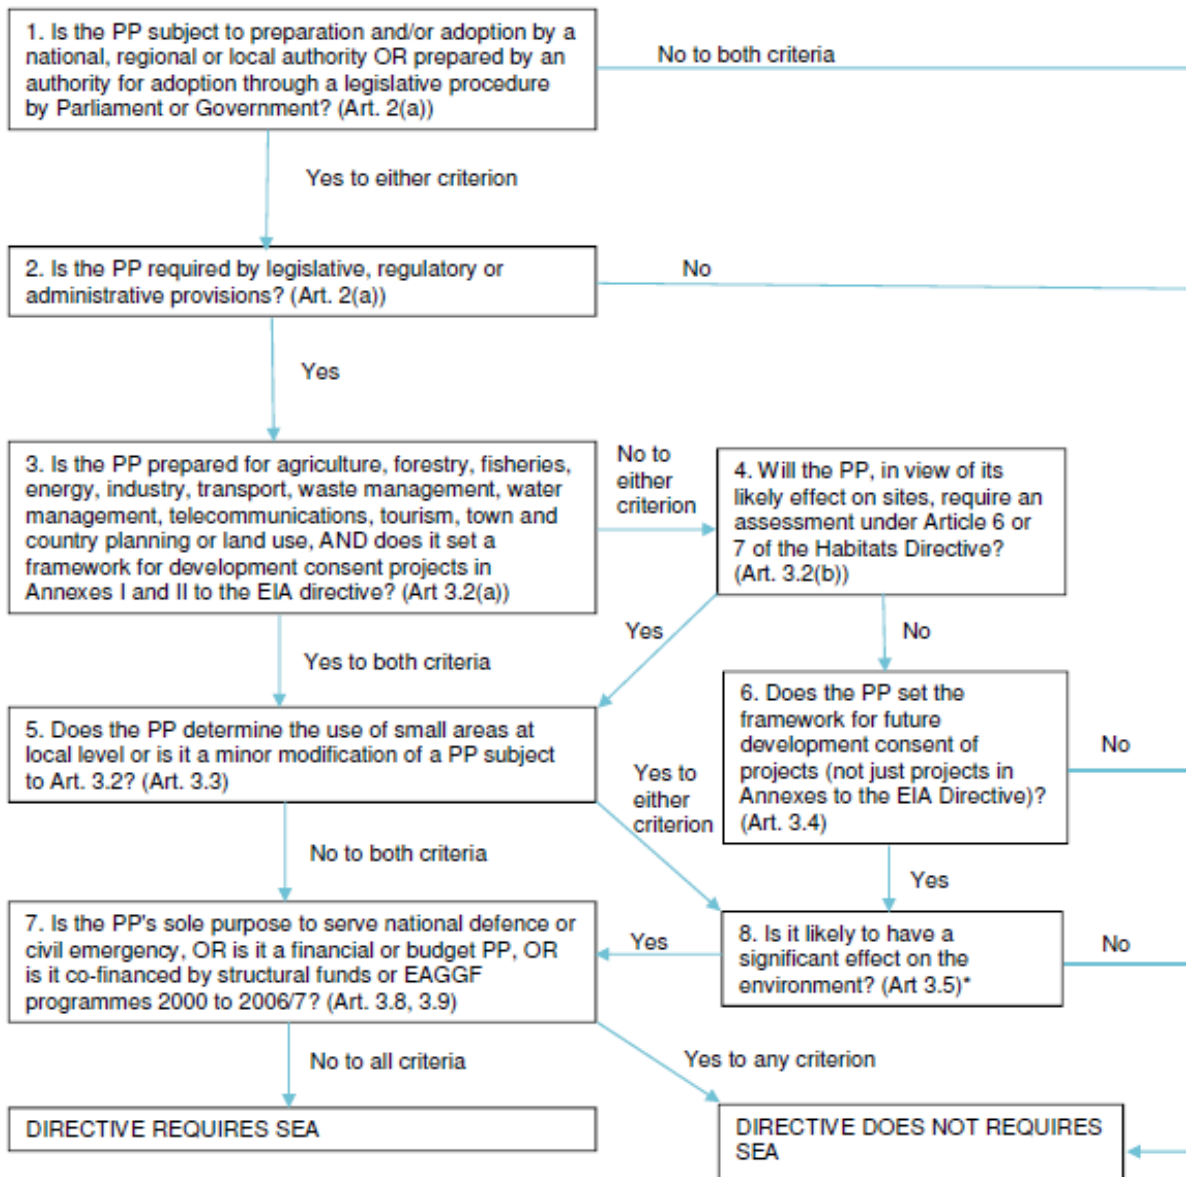 1. Is the PP subject to preparation and/or adoption by a
national, regional or local authority OR prepared by an
authority for adoption through a legislative procedure
by Parliament or Government? (Art. 2(a))
No to both criteria
Yes to either criterion
2. Is the PP required by legislative, regulatory or
administrative provisions? (Art. 2(a))
No
Yes
3. Is the PP prepared for agriculture, forestry, fisheries,
energy, industry, transport, waste management, water
management, telecommunications, tourism, town and
country planning or land use, AND does it set a
framework for development consent projects in
Annexes I and II to the EIA directive? (Art 3.2(a))
No to
either
criterion
4. Will the PP, in view of its
likely effect on sites, require an
assessment under Article 6 or
7 of the Habitats Directive?
(Art. 3.2(b))
Yes to both criteria
Yes
No
5. Does the PP determine the use of small areas at
local level or is it a minor modification of a PP subject
to Art. 3.2? (Art. 3.3)
Yes to
either
criterion
6. Does the PP set the
framework for future
development consent of
projects (not just projects in
Annexes to the EIA Directive)?
(Art. 3.4)
No
No to both criteria
Yes
7. Is the PP's sole purpose to serve national defence or
civil emergency, OR is it a financial or budget PP, OR
is it co-financed by structural funds or EAGGF
programmes 2000 to 2006/7? (Art. 3.8, 3.9)
Yes
8. Is it likely to have a
significant effect on the
environment? (Art 3.5)*
No
No to all criteria
Yes to any criterion
DIRECTIVE REQUIRES SEA
DIRECTIVE DOES NOT REQUIRES
SEA